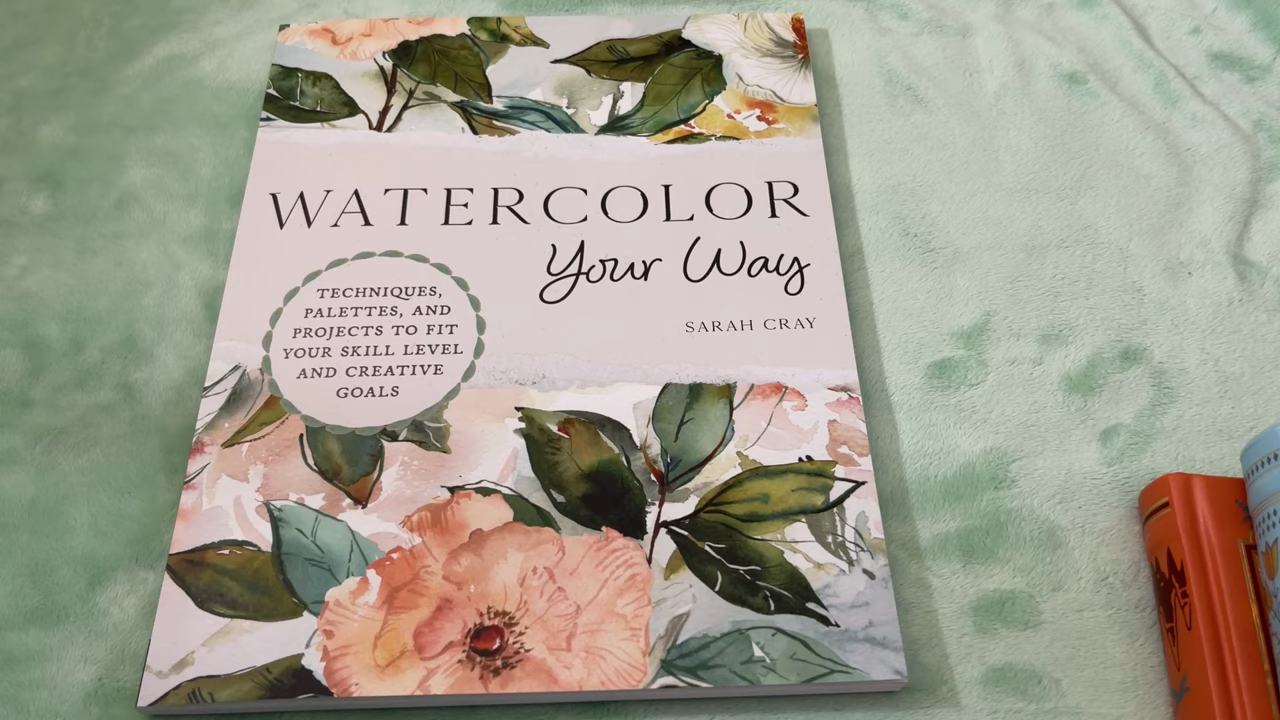 WATERCOLOR
Your Way
SARAH CRAY
TECHNIQUES,
PALETTES, AND
PROJECTS TO FIT
YOUR SKILL LEVEL
AND CREATIVE
GOALS